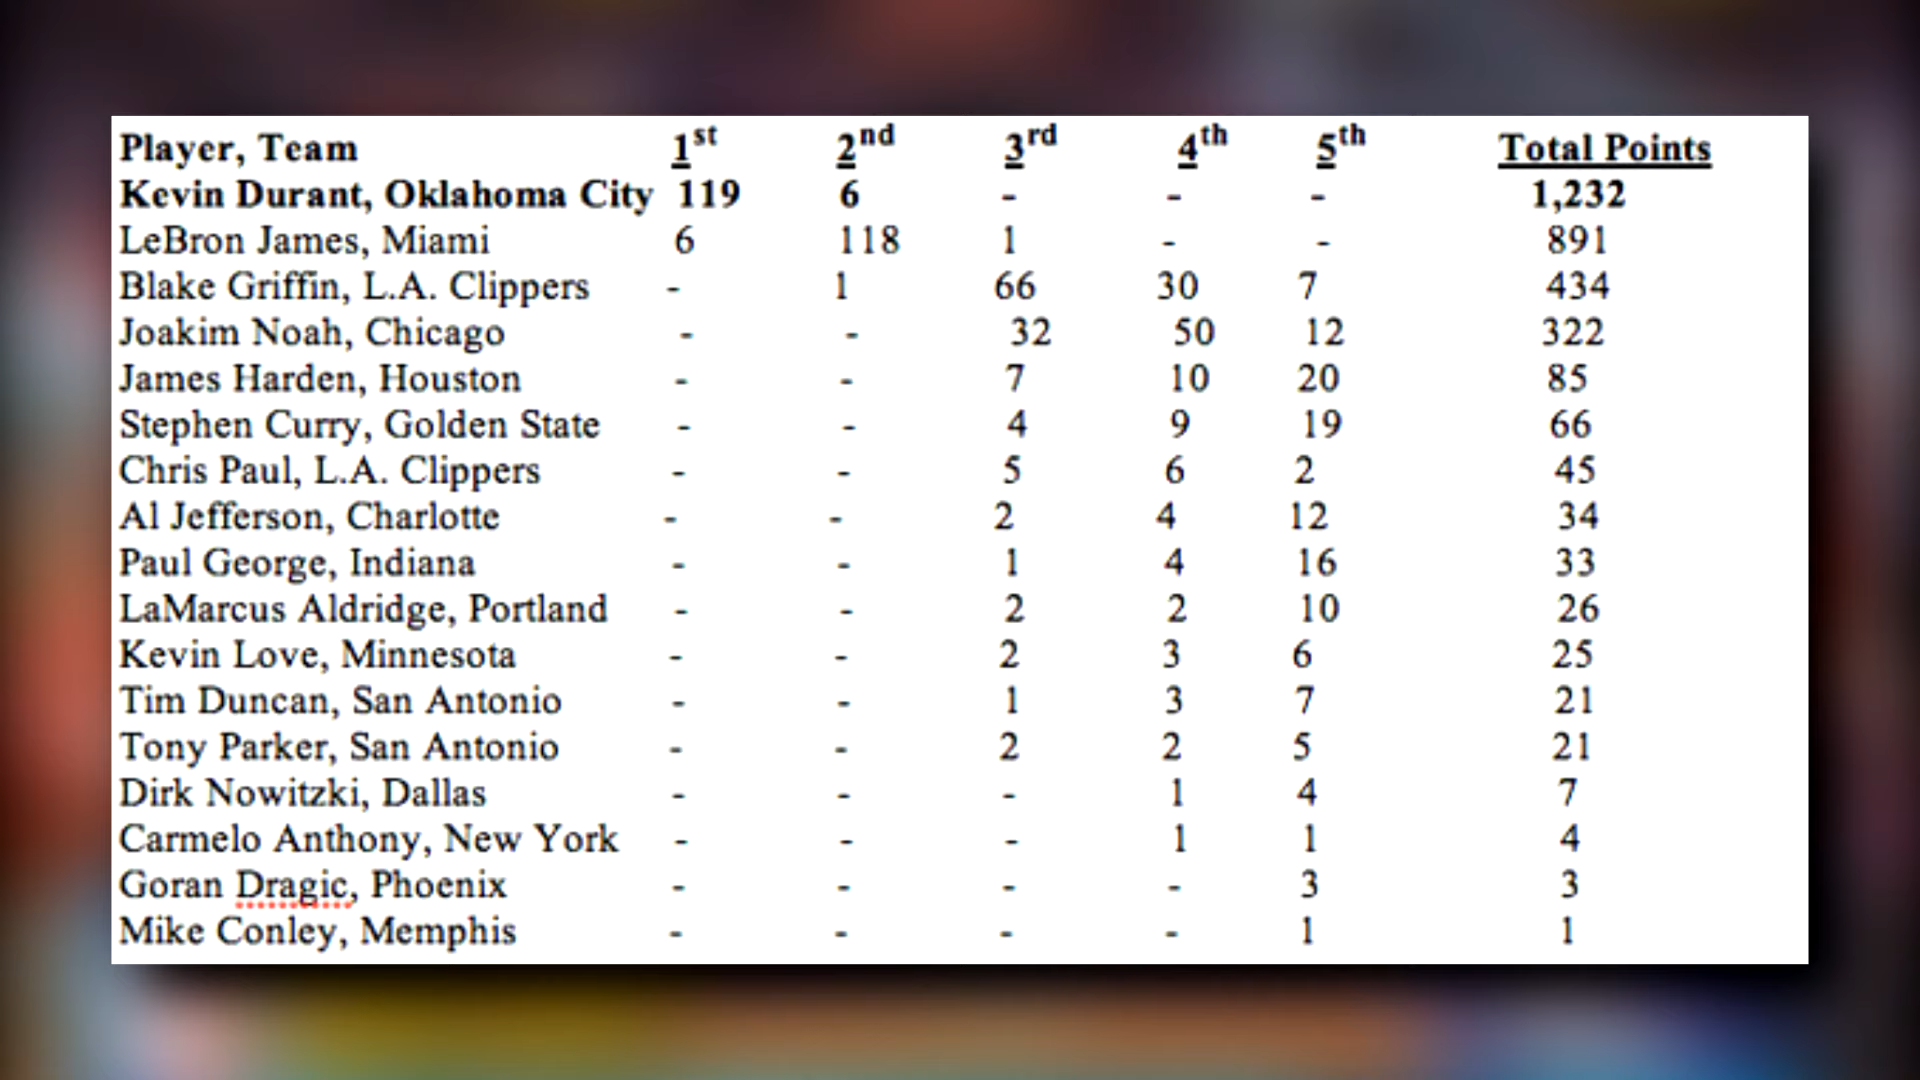 Player, Team 1st 2nd 3rd 4th 5th Total Points
Kevin Durant, Oklahoma City 119 6 - - - 1,232
LeBron James, Miami 6 118 1 - - 891
Blake Griffin, L.A. Clippers - 1 66 30 7 434
Joakim Noah, Chicago - - 32 50 12 322
James Harden, Houston - - 7 10 20 85
Stephen Curry, Golden State - - 4 9 19 66
Chris Paul, L.A. Clippers - - 5 6 2 45
Al Jefferson, Charlotte - - 2 4 12 34
Paul George, Indiana - - 1 4 16 33
LaMarcus Aldridge, Portland - - 2 2 10 26
Kevin Love, Minnesota - - 2 3 6 25
Tim Duncan, San Antonio - - 1 3 7 21
Tony Parker, San Antonio - - 2 2 5 21
Dirk Nowitzki, Dallas - - - 1 4 7
Carmelo Anthony, New York - - - 1 1 4
Goran Dragic, Phoenix - - - - 3 3
Mike Conley, Memphis - - - - 1 1